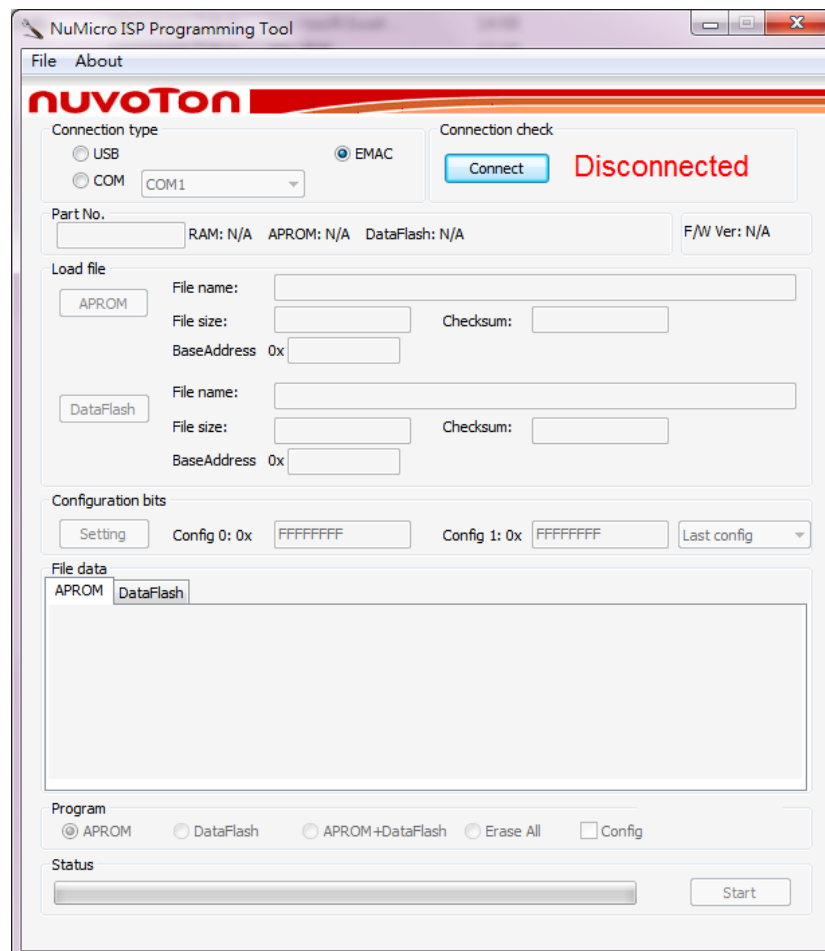 NuMicro ISP Programming Tool
File About
nuvoTon
Connection type
USB
EMAC
COM COM1
Connection check
Connect Disconnected
Part No.
RAM: N/A APROM: N/A DataFlash: N/A
F/W Ver: N/A
Load file
APROM
File name:
File size: Checksum:
BaseAddress 0x
DataFlash
File name:
File size: Checksum:
BaseAddress 0x
Configuration bits
Setting Config 0: 0x FFFFFFFF Config 1: 0x FFFFFFFF Last config
File data
APROM DataFlash
Program
APROM DataFlash APROM+DataFlash Erase All Config
Status
Start